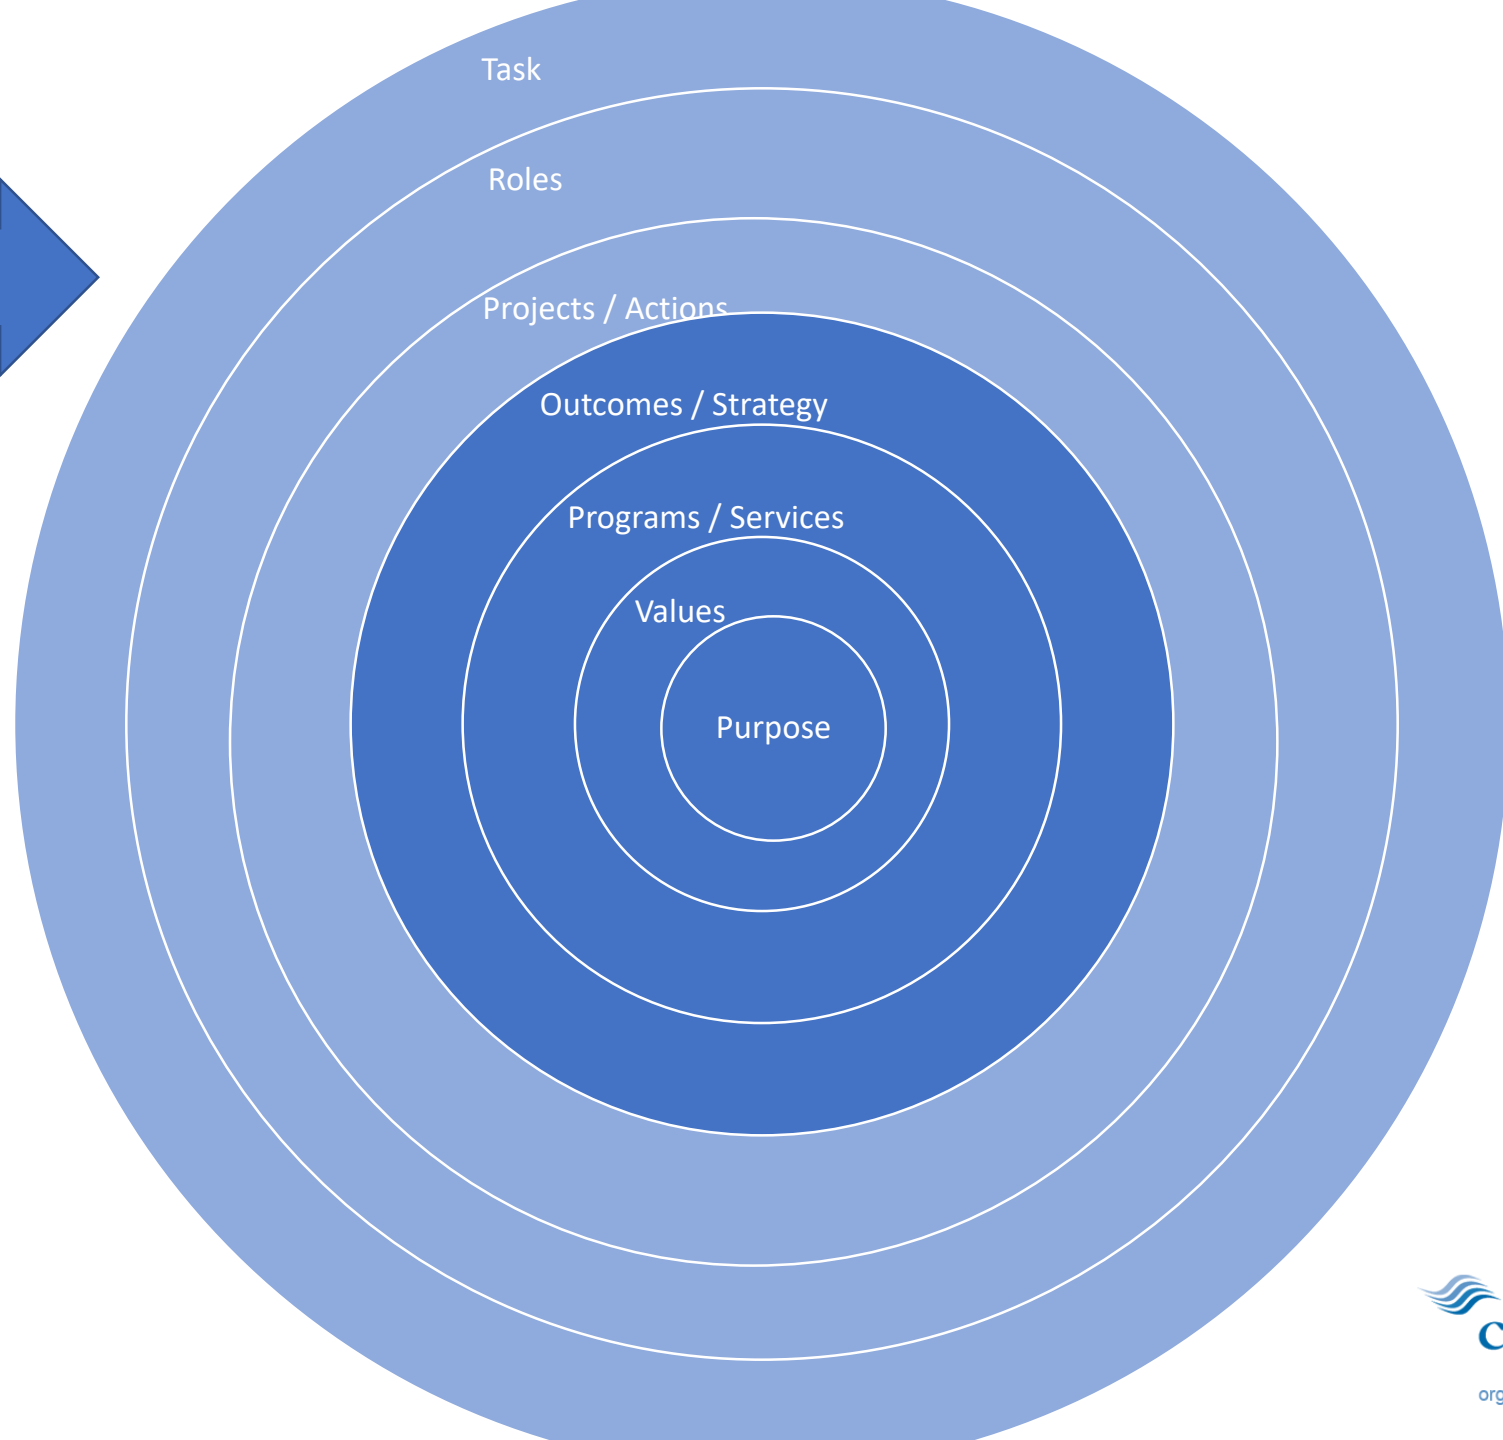 Task
Roles
Projects / Actions
Outcomes / Strategy
Programs / Services
Values
Purpose